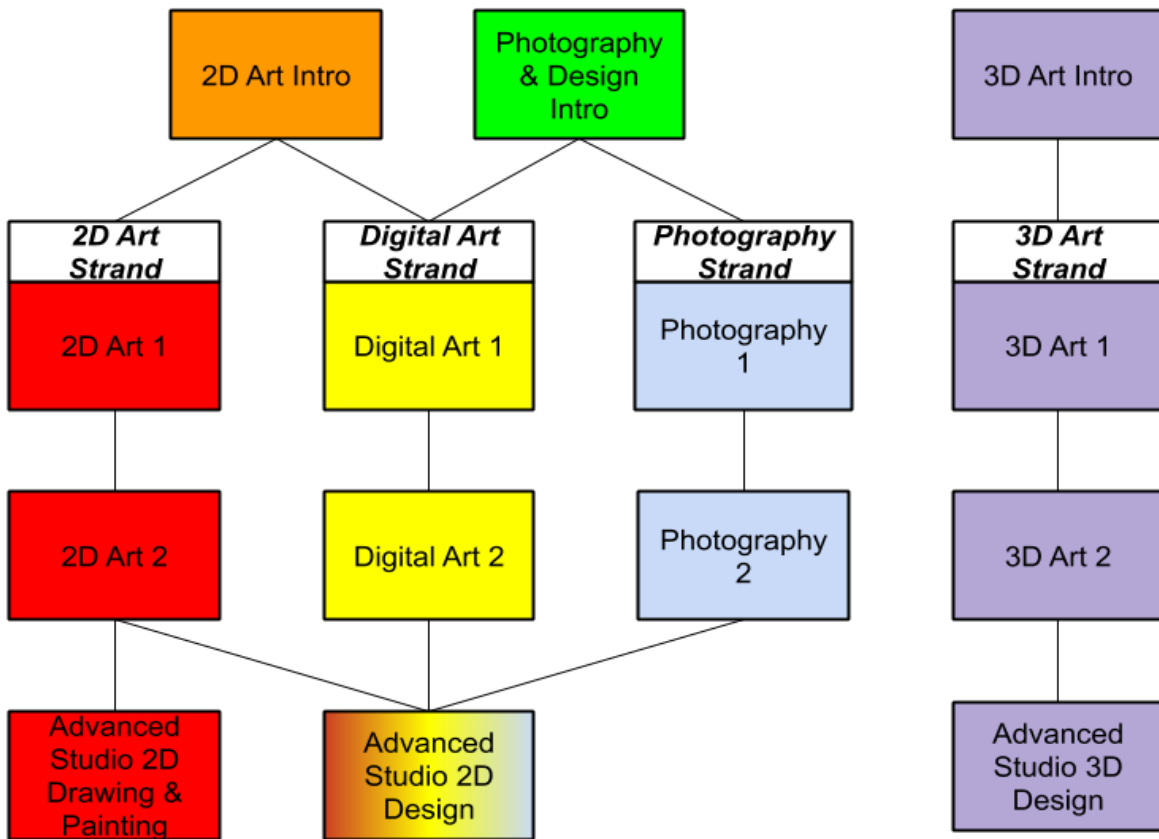 2D Art Intro
Photography
& Design
Intro
3D Art Intro
2D Art
Strand
Digital Art
Strand
Photography
Strand
3D Art
Strand
2D Art 1
Digital Art 1
Photography
1
3D Art 1
2D Art 2
Digital Art 2
Photography
2
3D Art 2
Advanced
Studio 2D
Drawing &
Painting
Advanced
Studio 2D
Design
Advanced
Studio 3D
Design